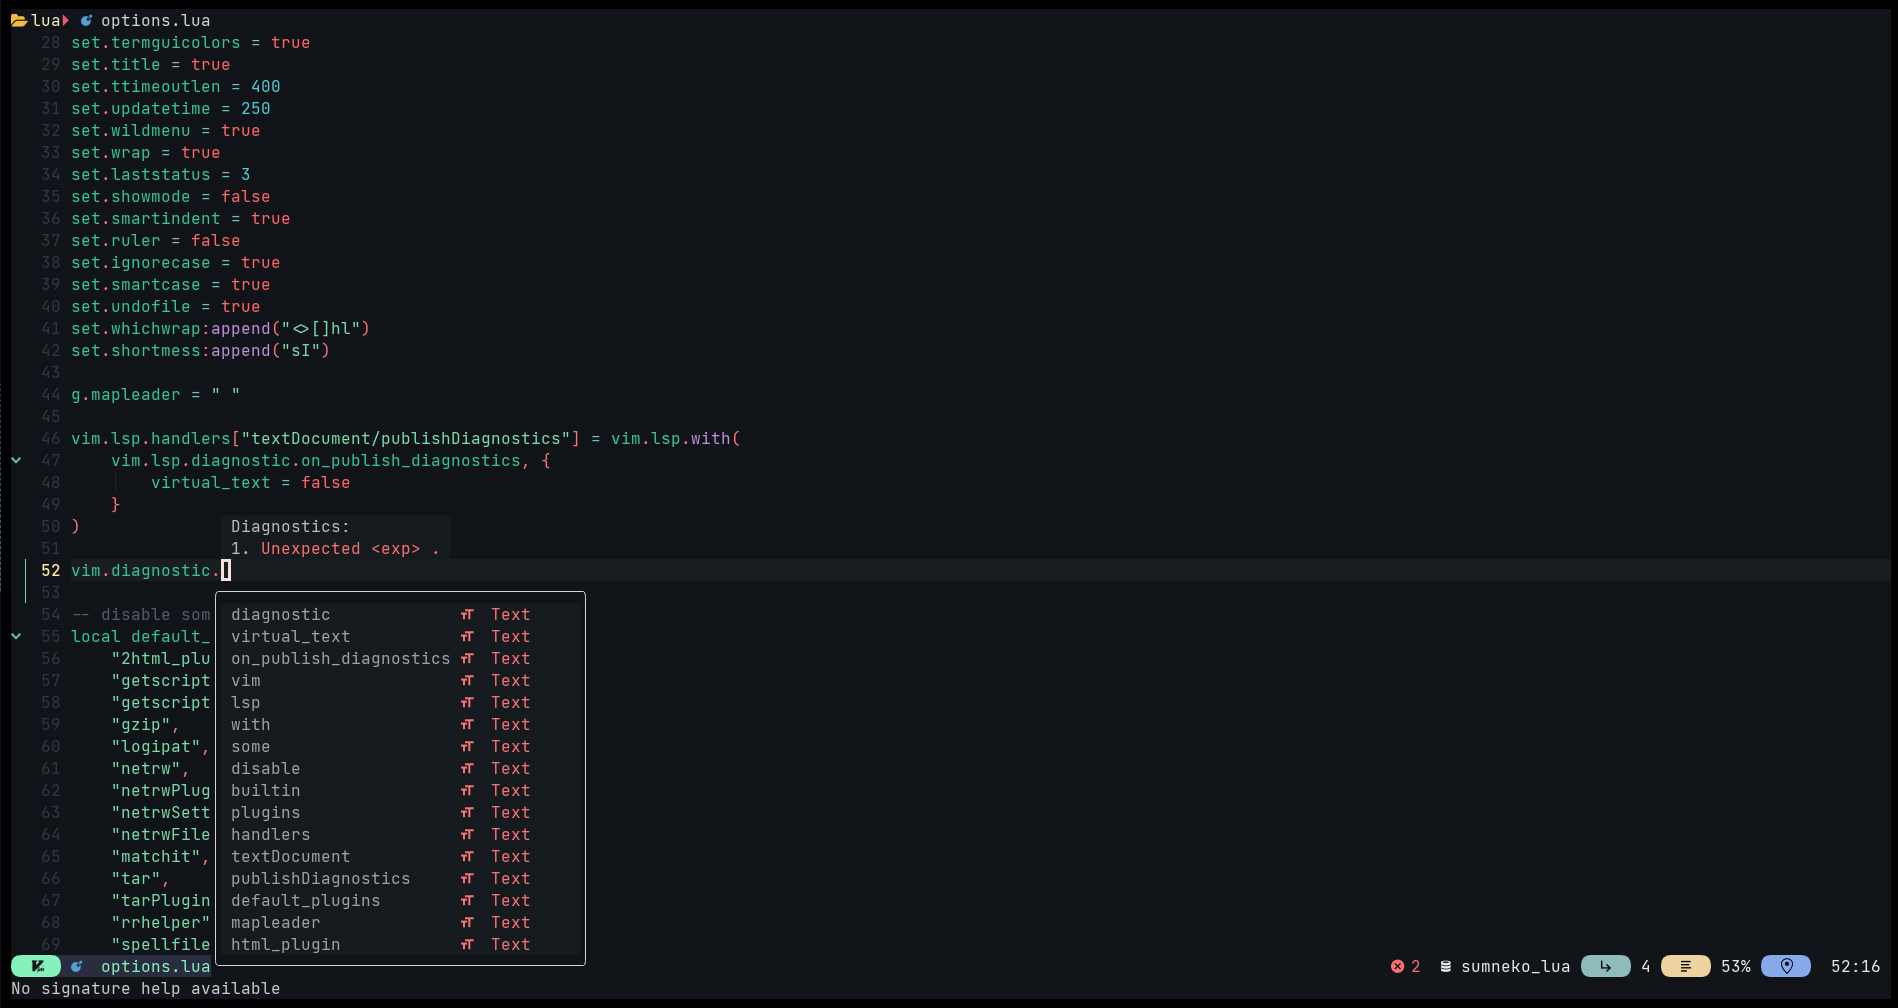 lua options.lua
28 set.termguicolors = true
29 set.title = true
30 set.ttimeoutlen = 400
31 set.updatetime = 250
32 set.wildmenu = true
33 set.wrap = true
34 set.laststatus = 3
35 set.showmode = false
36 set.smartindent = true
37 set.ruler = false
38 set.ignorecase = true
39 set.smartcase = true
40 set.undofile = true
41 set.whichwrap:append("<>[]hl")
42 set.shortmess:append("sI")
43
44 g.mapleader = " "
45
46 vim.lsp.handlers["textDocument/publishDiagnostics"] = vim.lsp.with(
47     vim.lsp.diagnostic.on_publish_diagnostics, {
48         virtual_text = false
49     }
50 )
Diagnostics:
51
1. Unexpected <exp> .
52 vim.diagnostic.
53
54 -- disable som
55 local default_
56     "2html_plu
57     "getscript
58     "getscript
59     "gzip",
60     "logipat",
61     "netrw",
62     "netrwPlug
63     "netrwSett
64     "netrwFile
65     "matchit",
66     "tar",
67     "tarPlugin
68     "rrhelper"
69     "spellfile
diagnostic Text
virtual_text Text
on_publish_diagnostics Text
vim Text
lsp Text
with Text
some Text
disable Text
builtin Text
plugins Text
handlers Text
textDocument Text
publishDiagnostics Text
default_plugins Text
mapleader Text
html_plugin Text
options.lua 2 sumneko_lua 4 53% 52:16
No signature help available